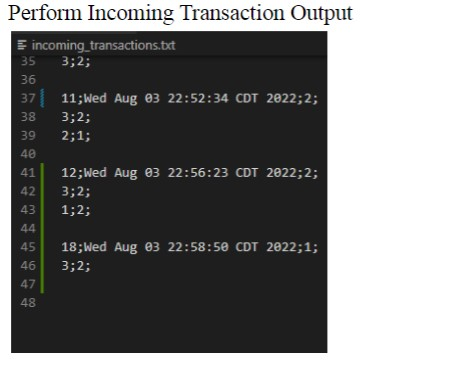 Perform Incoming Transaction Output
incoming_transactions.txt
35 3;2;
36
37 11;Wed Aug 03 22:52:34 CDT 2022;2;
38 3;2;
39 2;1;
40
41 12;Wed Aug 03 22:56:23 CDT 2022;2;
42 3;2;
43 1;2;
44
45 18;Wed Aug 03 22:58:50 CDT 2022;1;
46 3;2;
47
48